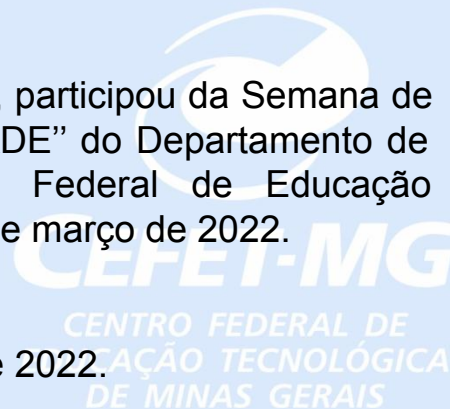 participou da Semana de
DE’’ do Departamento de
Federal de Educação
e março de 2022.
CEFET-MG
CENTRO FEDERAL DE
EDUCAÇÃO TECNOLÓGICA
DE MINAS GERAIS
e 2022.